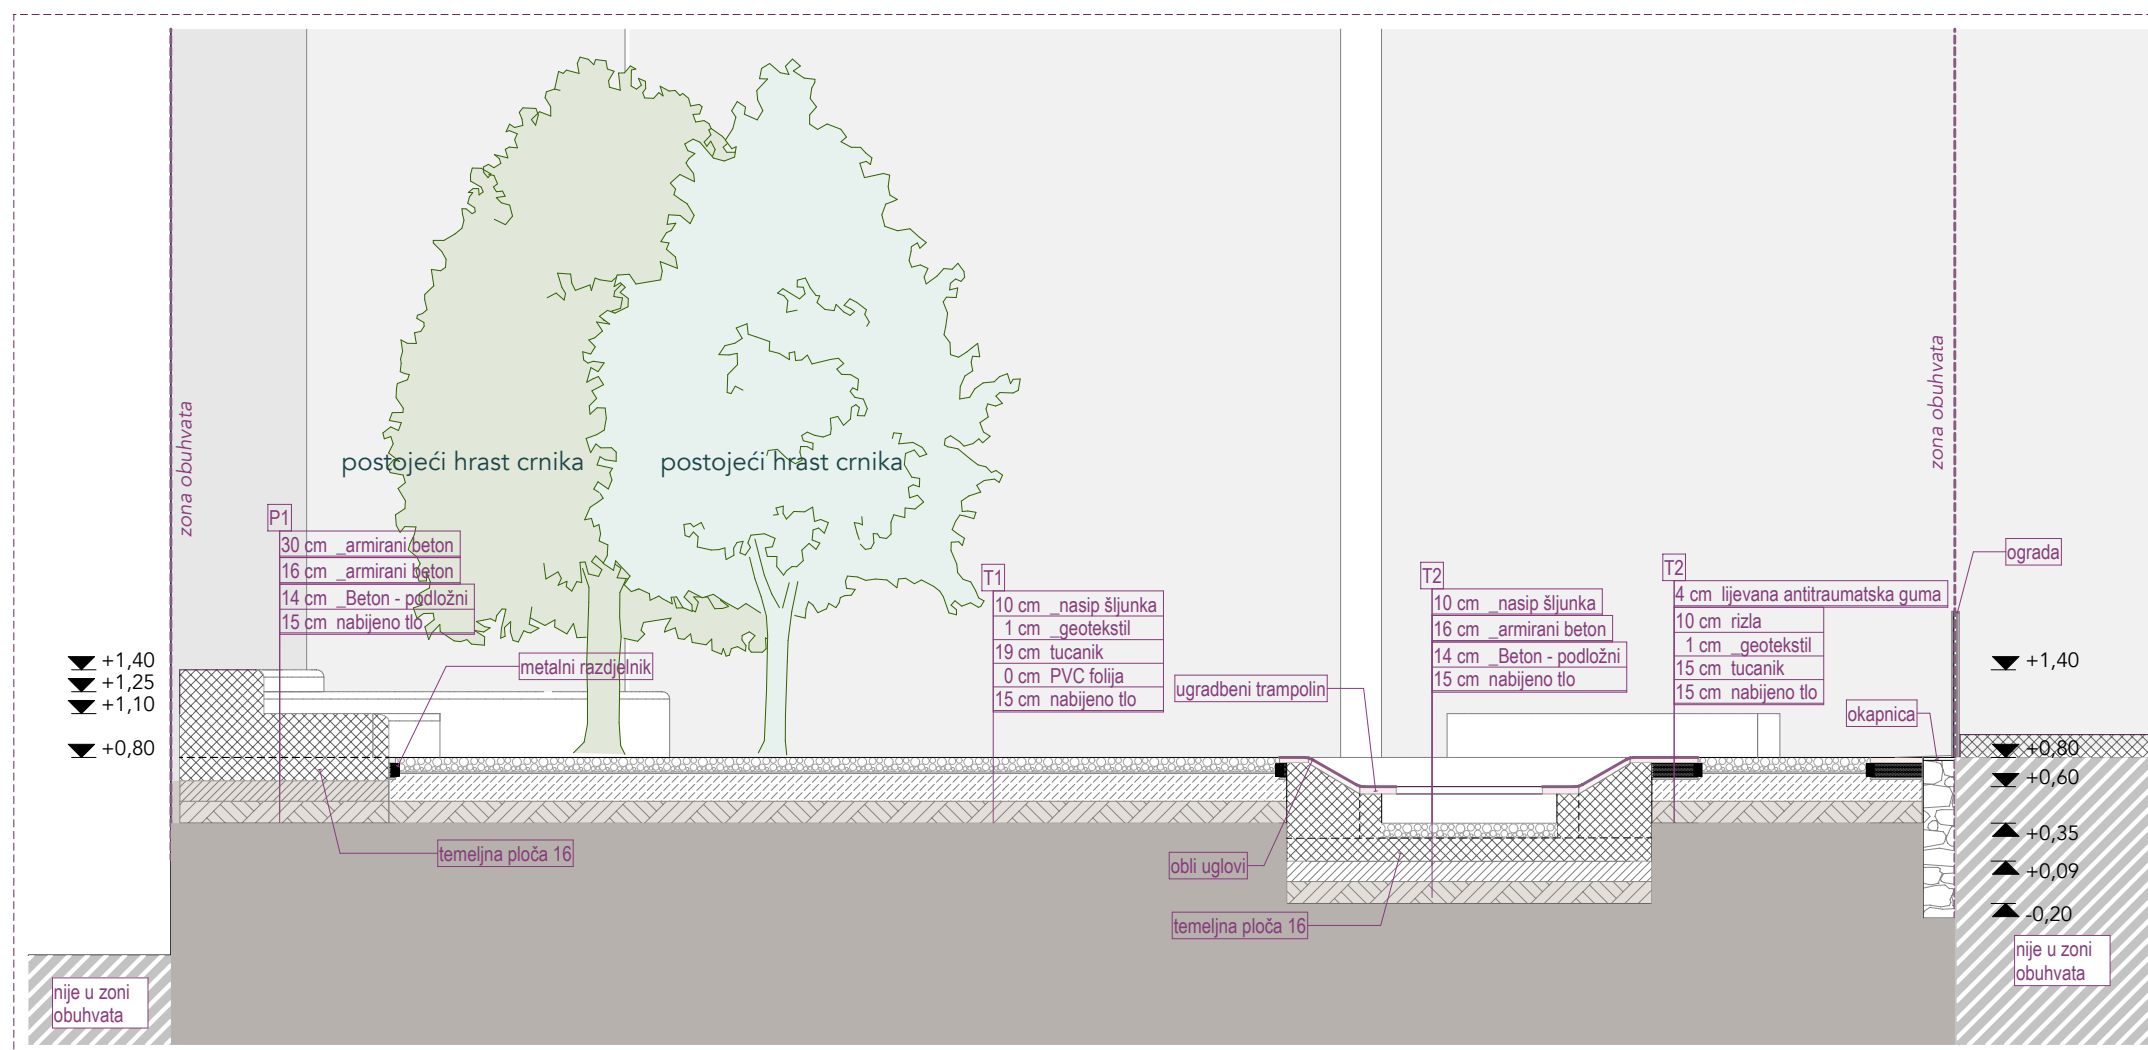 zona obuhvata
zona obuhvata
postojeći hrast crnika
postojeći hrast crnika
P1
30 cm _armirani beton
16 cm _armirani beton
14 cm _Beton - podložni
15 cm nabijeno tlo
T1
10 cm _nasip šljunka
1 cm _geotekstil
19 cm tucanik
0 cm PVC folija
15 cm nabijeno tlo
T2
10 cm _nasip šljunka
16 cm _armirani beton
14 cm _Beton - podložni
15 cm nabijeno tlo
T2
4 cm lijevana antitraumatska guma
10 cm rizla
1 cm _geotekstil
15 cm tucanik
15 cm nabijeno tlo
ograda
metalni razdjelnik
ugradbeni trampolin
okapnica
+1,40
+1,25
+1,10
+0,80
+1,40
+0,80
+0,60
+0,35
+0,09
-0,20
temeljna ploča 16
obli uglovi
temeljna ploča 16
nije u zoni
obuhvata
nije u zoni
obuhvata